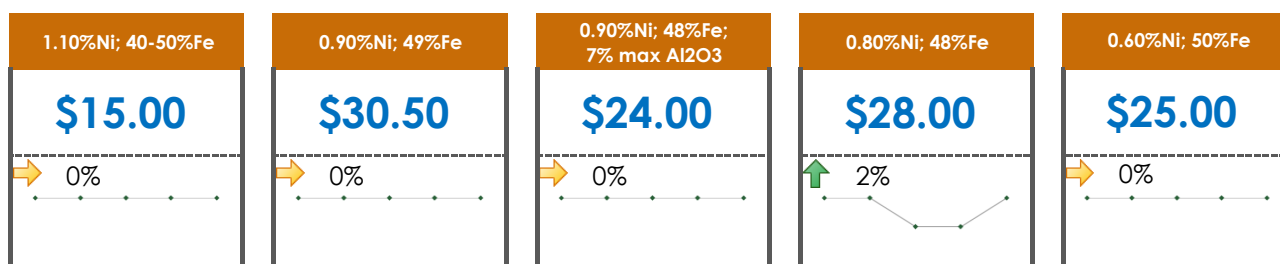 1.10%Ni; 40-50%Fe
$15.00
0%
0.90%Ni; 49%Fe
$30.50
0%
0.90%Ni; 48%Fe;
7% max Al2O3
$24.00
0%
0.80%Ni; 48%Fe
$28.00
2%
0.60%Ni; 50%Fe
$25.00
0%